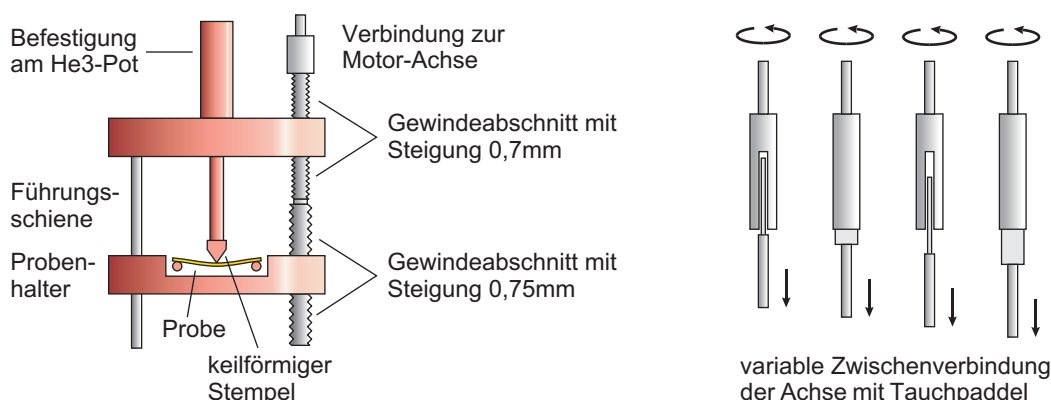 Befestigung
am He3-Pot
Verbindung zur
Motor-Achse
Gewindeabschnitt mit
Steigung 0,7mm
Führungs-
schiene
Proben-
halter
Gewindeabschnitt mit
Steigung 0,75mm
Probe
keilförmiger
Stempel
variable Zwischenverbindung
der Achse mit Tauchpaddel